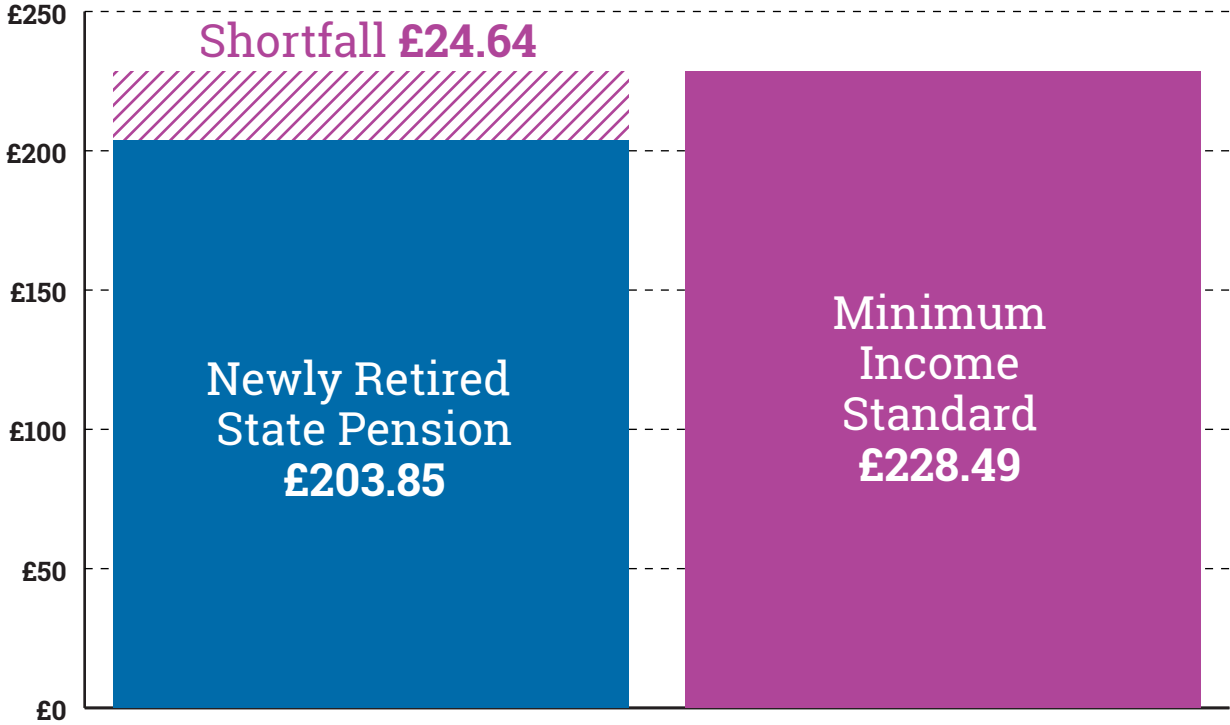 £250
Shortfall £24.64
£200
£150
£100
£50
£0
Newly Retired
State Pension
£203.85
Minimum
Income
Standard
£228.49